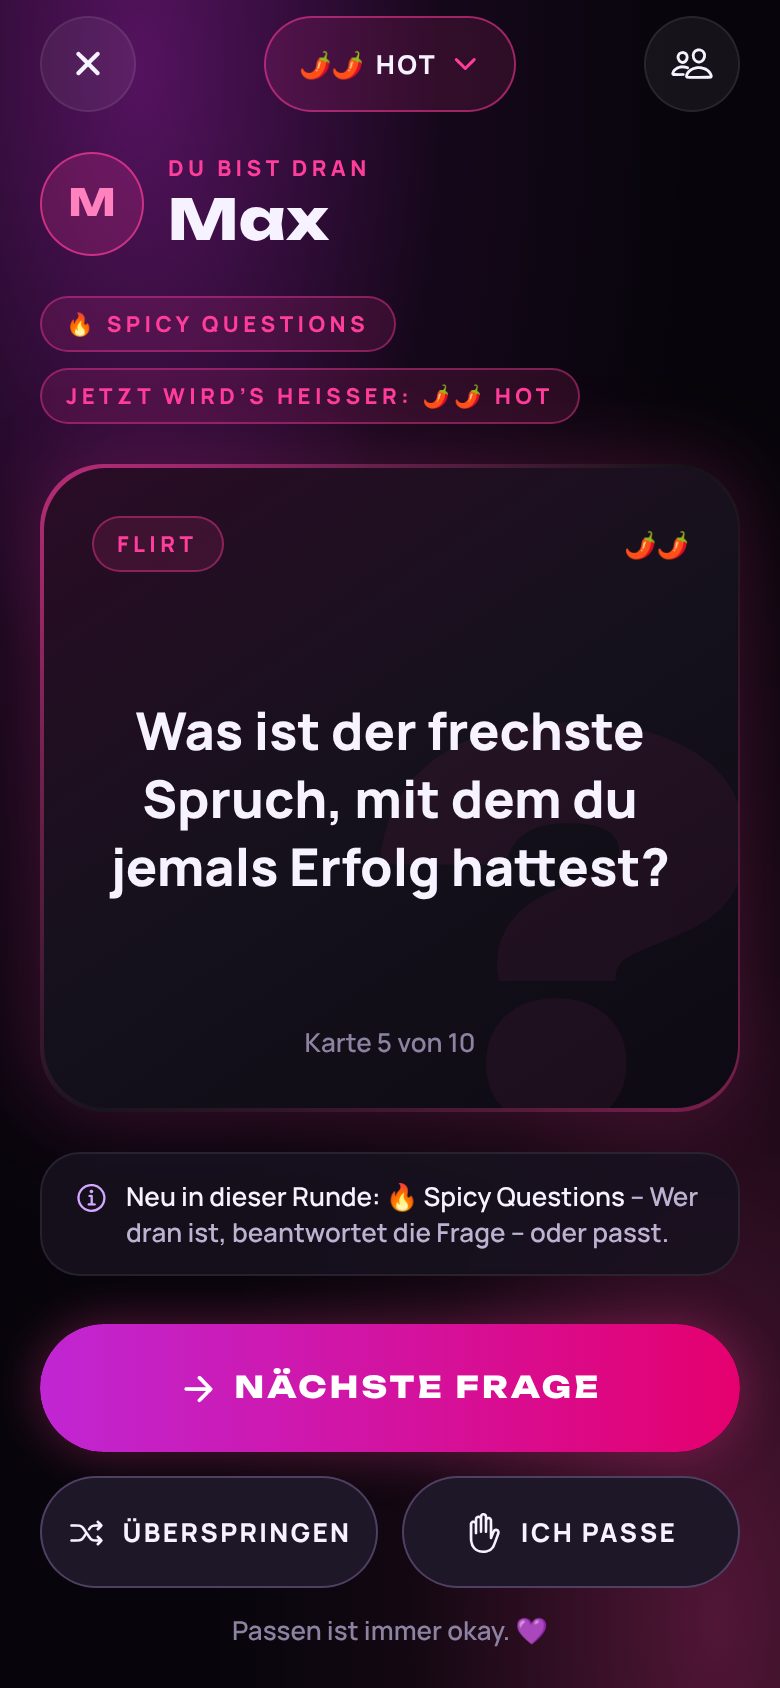 🌶️🌶️ HOT
M
DU BIST DRAN
Max
🔥 SPICY QUESTIONS
JETZT WIRD’S HEISSER: 🌶️🌶️ HOT
FLIRT
🌶️🌶️
Was ist der frechste
Spruch, mit dem du
jemals Erfolg hattest?
?
Karte 5 von 10
Neu in dieser Runde: 🔥 Spicy Questions – Wer
dran ist, beantwortet die Frage – oder passt.
→ NÄCHSTE FRAGE
ÜBERSPRINGEN
ICH PASSE
Passen ist immer okay. 💜